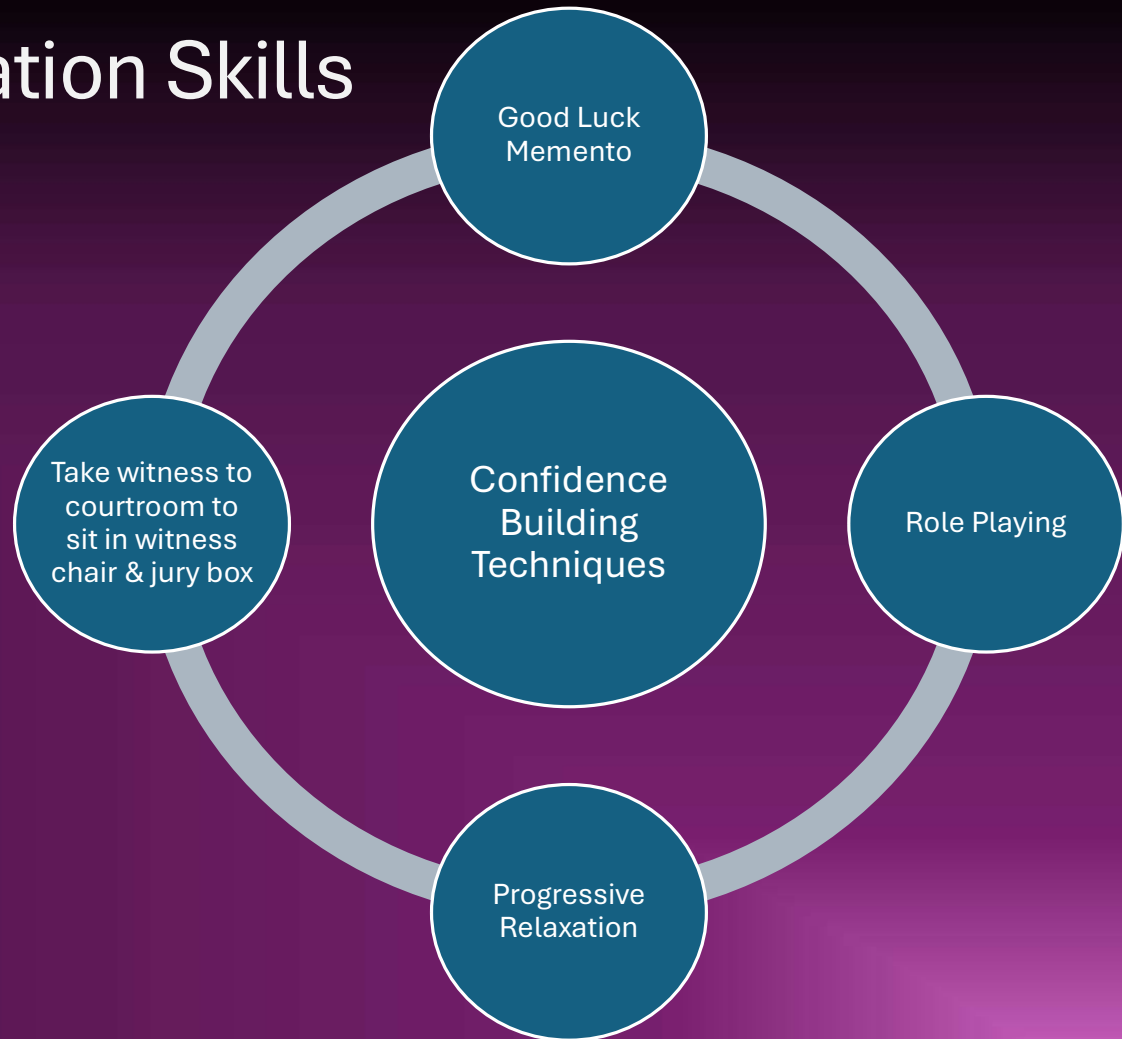 ation Skills
Good Luck
Memento
Confidence
Building
Techniques
Role Playing
Progressive
Relaxation
Take witness to
courtroom to
sit in witness
chair & jury box